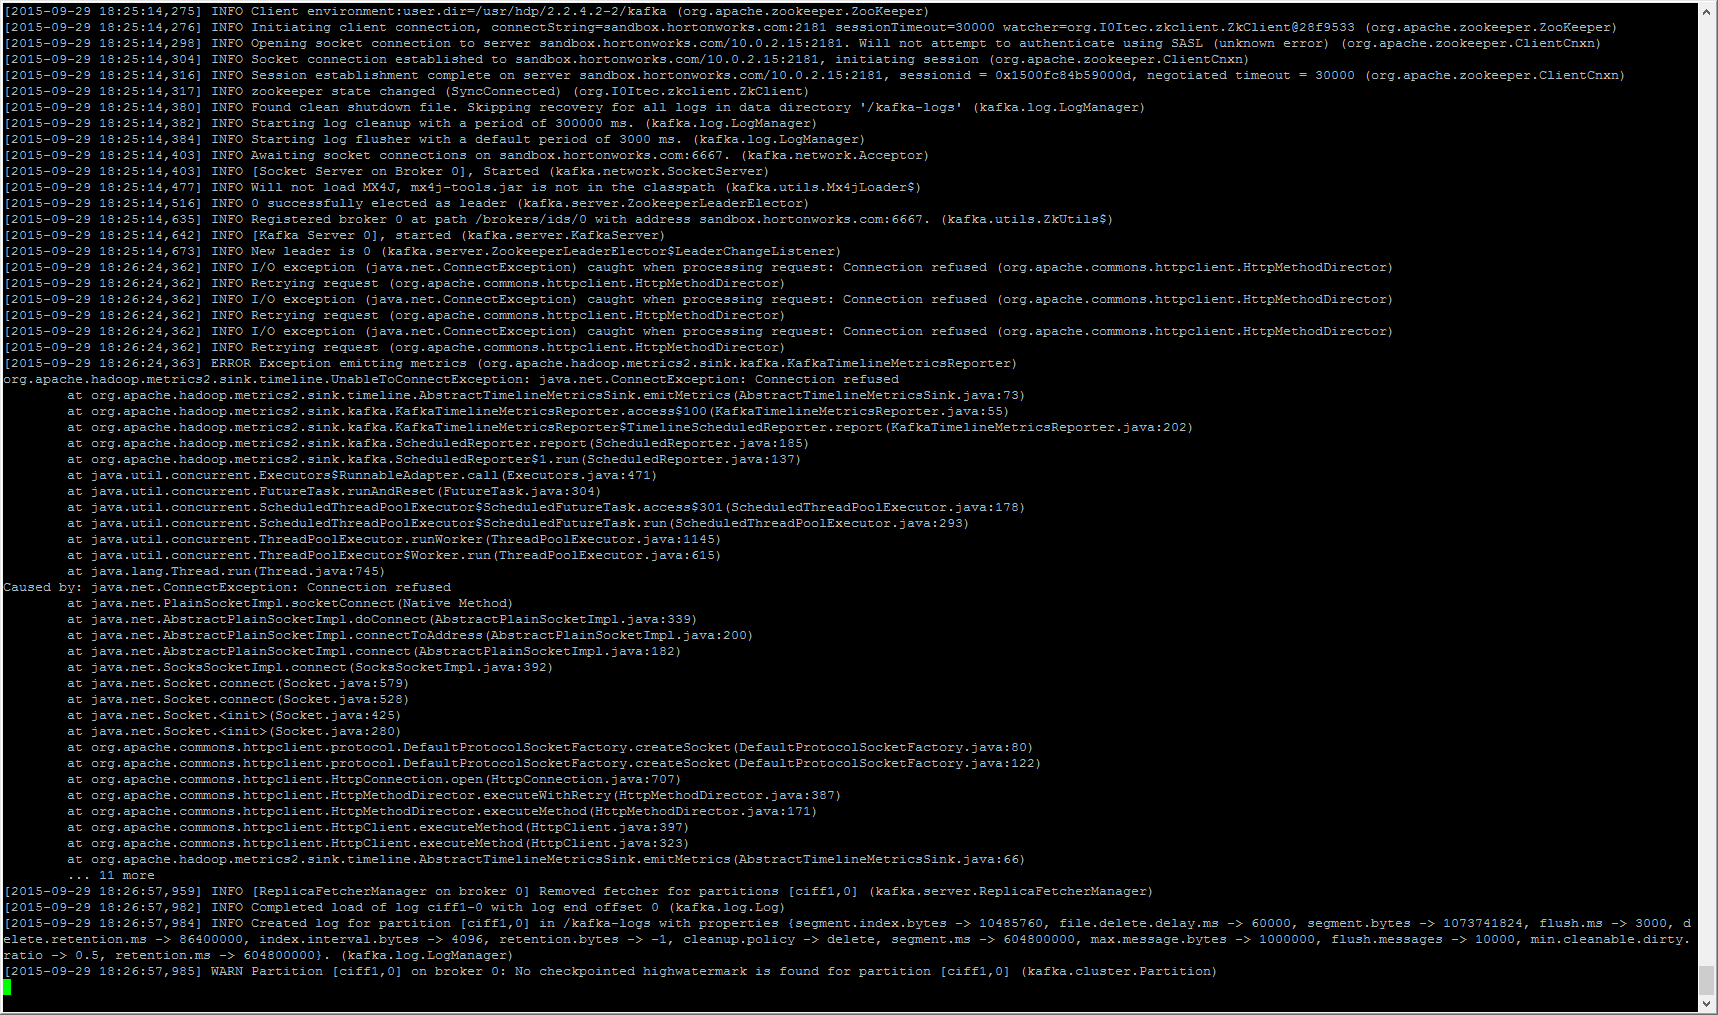 [2015-09-29 18:25:14,275] INFO Client environment:user.dir=/usr/hdp/2.2.4.2-2/kafka (org.apache.zookeeper.ZooKeeper)
[2015-09-29 18:25:14,276] INFO Initiating client connection, connectString=sandbox.hortonworks.com:2181 sessionTimeout=30000 watcher=org.I0Itec.zkclient.ZkClient@28f9533 (org.apache.zookeeper.ZooKeeper)
[2015-09-29 18:25:14,298] INFO Opening socket connection to server sandbox.hortonworks.com/10.0.2.15:2181. Will not attempt to authenticate using SASL (unknown error) (org.apache.zookeeper.ClientCnxn)
[2015-09-29 18:25:14,304] INFO Socket connection established to sandbox.hortonworks.com/10.0.2.15:2181, initiating session (org.apache.zookeeper.ClientCnxn)
[2015-09-29 18:25:14,316] INFO Session establishment complete on server sandbox.hortonworks.com/10.0.2.15:2181, sessionid = 0x1500fc84b59000d, negotiated timeout = 30000 (org.apache.zookeeper.ClientCnxn)
[2015-09-29 18:25:14,317] INFO zookeeper state changed (SyncConnected) (org.I0Itec.zkclient.ZkClient)
[2015-09-29 18:25:14,380] INFO Found clean shutdown file. Skipping recovery for all logs in data directory '/kafka-logs' (kafka.log.LogManager)
[2015-09-29 18:25:14,382] INFO Starting log cleanup with a period of 300000 ms. (kafka.log.LogManager)
[2015-09-29 18:25:14,384] INFO Starting log flusher with a default period of 3000 ms. (kafka.log.LogManager)
[2015-09-29 18:25:14,403] INFO Awaiting socket connections on sandbox.hortonworks.com:6667. (kafka.network.Acceptor)
[2015-09-29 18:25:14,403] INFO [Socket Server on Broker 0], Started (kafka.network.SocketServer)
[2015-09-29 18:25:14,477] INFO Will not load MX4J, mx4j-tools.jar is not in the classpath (kafka.utils.Mx4jLoader$)
[2015-09-29 18:25:14,516] INFO 0 successfully elected as leader (kafka.server.ZookeeperLeaderElector)
[2015-09-29 18:25:14,635] INFO Registered broker 0 at path /brokers/ids/0 with address sandbox.hortonworks.com:6667. (kafka.utils.ZkUtils$)
[2015-09-29 18:25:14,642] INFO [Kafka Server 0], started (kafka.server.KafkaServer)
[2015-09-29 18:25:14,673] INFO New leader is 0 (kafka.server.ZookeeperLeaderElector$LeaderChangeListener)
[2015-09-29 18:26:24,362] INFO I/O exception (java.net.ConnectException) caught when processing request: Connection refused (org.apache.commons.httpclient.HttpMethodDirector)
[2015-09-29 18:26:24,362] INFO Retrying request (org.apache.commons.httpclient.HttpMethodDirector)
[2015-09-29 18:26:24,362] INFO I/O exception (java.net.ConnectException) caught when processing request: Connection refused (org.apache.commons.httpclient.HttpMethodDirector)
[2015-09-29 18:26:24,362] INFO Retrying request (org.apache.commons.httpclient.HttpMethodDirector)
[2015-09-29 18:26:24,362] INFO I/O exception (java.net.ConnectException) caught when processing request: Connection refused (org.apache.commons.httpclient.HttpMethodDirector)
[2015-09-29 18:26:24,362] INFO Retrying request (org.apache.commons.httpclient.HttpMethodDirector)
[2015-09-29 18:26:24,363] ERROR Exception emitting metrics (org.apache.hadoop.metrics2.sink.kafka.KafkaTimelineMetricsReporter)
org.apache.hadoop.metrics2.sink.timeline.UnableToConnectException: java.net.ConnectException: Connection refused
at org.apache.hadoop.metrics2.sink.timeline.AbstractTimelineMetricsSink.emitMetrics(AbstractTimelineMetricsSink.java:73)
at org.apache.hadoop.metrics2.sink.kafka.KafkaTimelineMetricsReporter.access$100(KafkaTimelineMetricsReporter.java:55)
at org.apache.hadoop.metrics2.sink.kafka.KafkaTimelineMetricsReporter$TimelineScheduledReporter.report(KafkaTimelineMetricsReporter.java:202)
at org.apache.hadoop.metrics2.sink.kafka.ScheduledReporter.report(ScheduledReporter.java:185)
at org.apache.hadoop.metrics2.sink.kafka.ScheduledReporter$1.run(ScheduledReporter.java:137)
at java.util.concurrent.Executors$RunnableAdapter.call(Executors.java:471)
at java.util.concurrent.FutureTask.runAndReset(FutureTask.java:304)
at java.util.concurrent.ScheduledThreadPoolExecutor$ScheduledFutureTask.access$301(ScheduledThreadPoolExecutor.java:178)
at java.util.concurrent.ScheduledThreadPoolExecutor$ScheduledFutureTask.run(ScheduledThreadPoolExecutor.java:293)
at java.util.concurrent.ThreadPoolExecutor.runWorker(ThreadPoolExecutor.java:1145)
at java.util.concurrent.ThreadPoolExecutor$Worker.run(ThreadPoolExecutor.java:615)
at java.lang.Thread.run(Thread.java:745)
Caused by: java.net.ConnectException: Connection refused
at java.net.PlainSocketImpl.socketConnect(Native Method)
at java.net.AbstractPlainSocketImpl.doConnect(AbstractPlainSocketImpl.java:339)
at java.net.AbstractPlainSocketImpl.connectToAddress(AbstractPlainSocketImpl.java:200)
at java.net.AbstractPlainSocketImpl.connect(AbstractPlainSocketImpl.java:182)
at java.net.SocksSocketImpl.connect(SocksSocketImpl.java:392)
at java.net.Socket.connect(Socket.java:579)
at java.net.Socket.connect(Socket.java:528)
at java.net.Socket.<init>(Socket.java:425)
at java.net.Socket.<init>(Socket.java:280)
at org.apache.commons.httpclient.protocol.DefaultProtocolSocketFactory.createSocket(DefaultProtocolSocketFactory.java:80)
at org.apache.commons.httpclient.protocol.DefaultProtocolSocketFactory.createSocket(DefaultProtocolSocketFactory.java:122)
at org.apache.commons.httpclient.HttpConnection.open(HttpConnection.java:707)
at org.apache.commons.httpclient.HttpMethodDirector.executeWithRetry(HttpMethodDirector.java:387)
at org.apache.commons.httpclient.HttpMethodDirector.executeMethod(HttpMethodDirector.java:171)
at org.apache.commons.httpclient.HttpClient.executeMethod(HttpClient.java:397)
at org.apache.commons.httpclient.HttpClient.executeMethod(HttpClient.java:323)
at org.apache.hadoop.metrics2.sink.timeline.AbstractTimelineMetricsSink.emitMetrics(AbstractTimelineMetricsSink.java:66)
... 11 more
[2015-09-29 18:26:57,959] INFO [ReplicaFetcherManager on broker 0] Removed fetcher for partitions [ciff1,0] (kafka.server.ReplicaFetcherManager)
[2015-09-29 18:26:57,982] INFO Completed load of log ciff1-0 with log end offset 0 (kafka.log.Log)
[2015-09-29 18:26:57,984] INFO Created log for partition [ciff1,0] in /kafka-logs with properties {segment.index.bytes -> 10485760, file.delete.delay.ms -> 60000, segment.bytes -> 1073741824, flush.ms -> 3000, d
elete.retention.ms -> 86400000, index.interval.bytes -> 4096, retention.bytes -> -1, cleanup.policy -> delete, segment.ms -> 604800000, max.message.bytes -> 1000000, flush.messages -> 10000, min.cleanable.dirty.
ratio -> 0.5, retention.ms -> 604800000}. (kafka.log.LogManager)
[2015-09-29 18:26:57,985] WARN Partition [ciff1,0] on broker 0: No checkpointed highwatermark is found for partition [ciff1,0] (kafka.cluster.Partition)